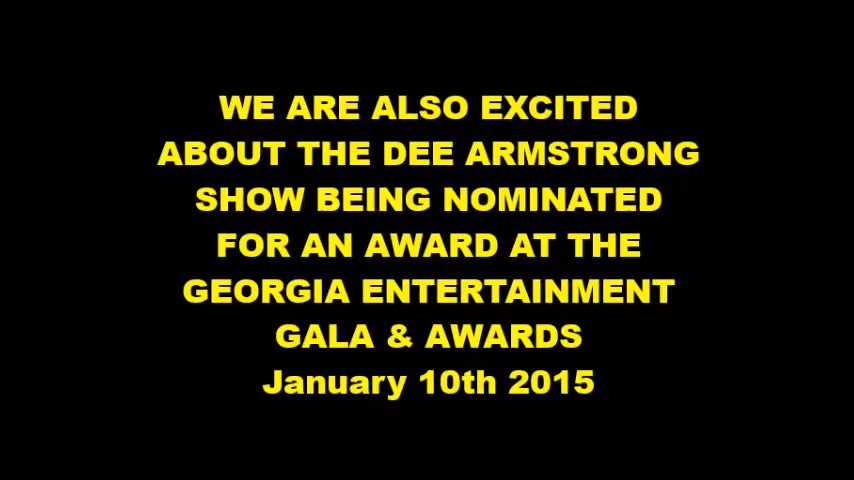 WE ARE ALSO EXCITED
ABOUT THE DEE ARMSTRONG
SHOW BEING NOMINATED
FOR AN AWARD AT THE
GEORGIA ENTERTAINMENT
GALA & AWARDS
January 10th 2015